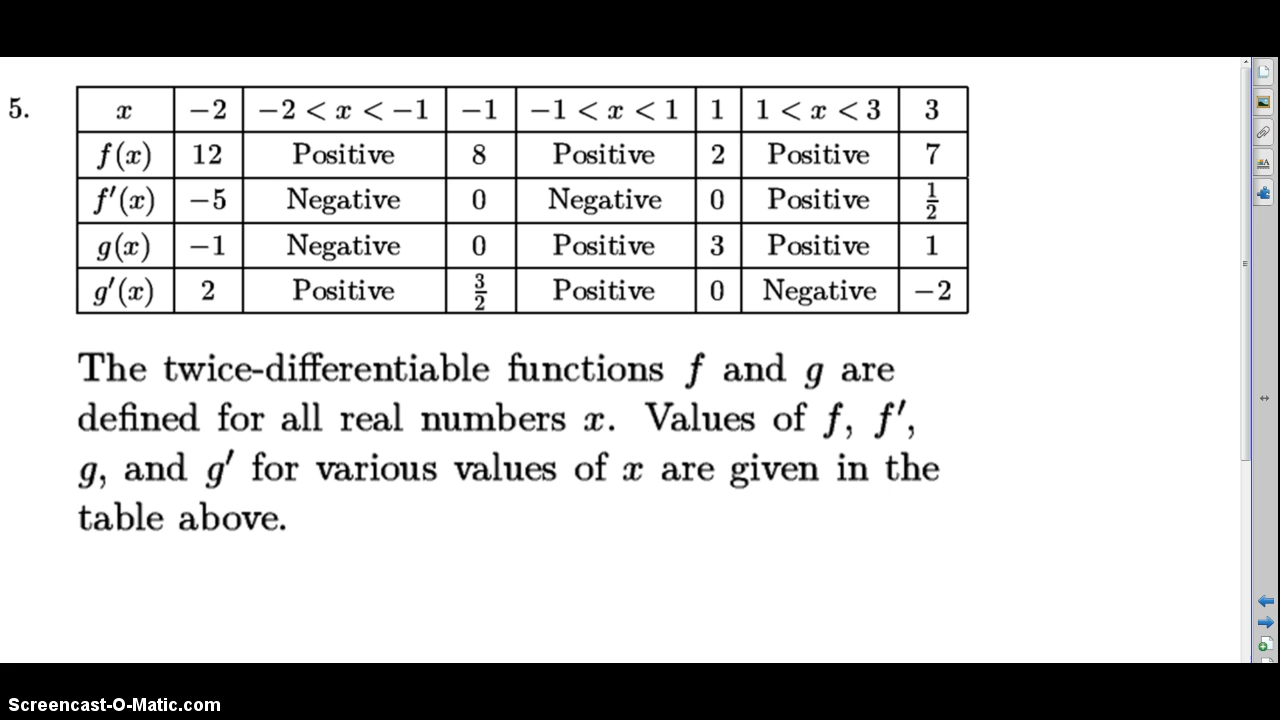 5.
x −2 −2 < x < −1 −1 −1 < x < 1 1 1 < x < 3 3
f(x) 12 Positive 8 Positive 2 Positive 7
f′(x) −5 Negative 0 Negative 0 Positive 1/2
g(x) −1 Negative 0 Positive 3 Positive 1
g′(x) 2 Positive 3/2 Positive 0 Negative −2
The twice-differentiable functions f and g are
defined for all real numbers x. Values of f, f′,
g, and g′ for various values of x are given in the
table above.
Screencast-O-Matic.com